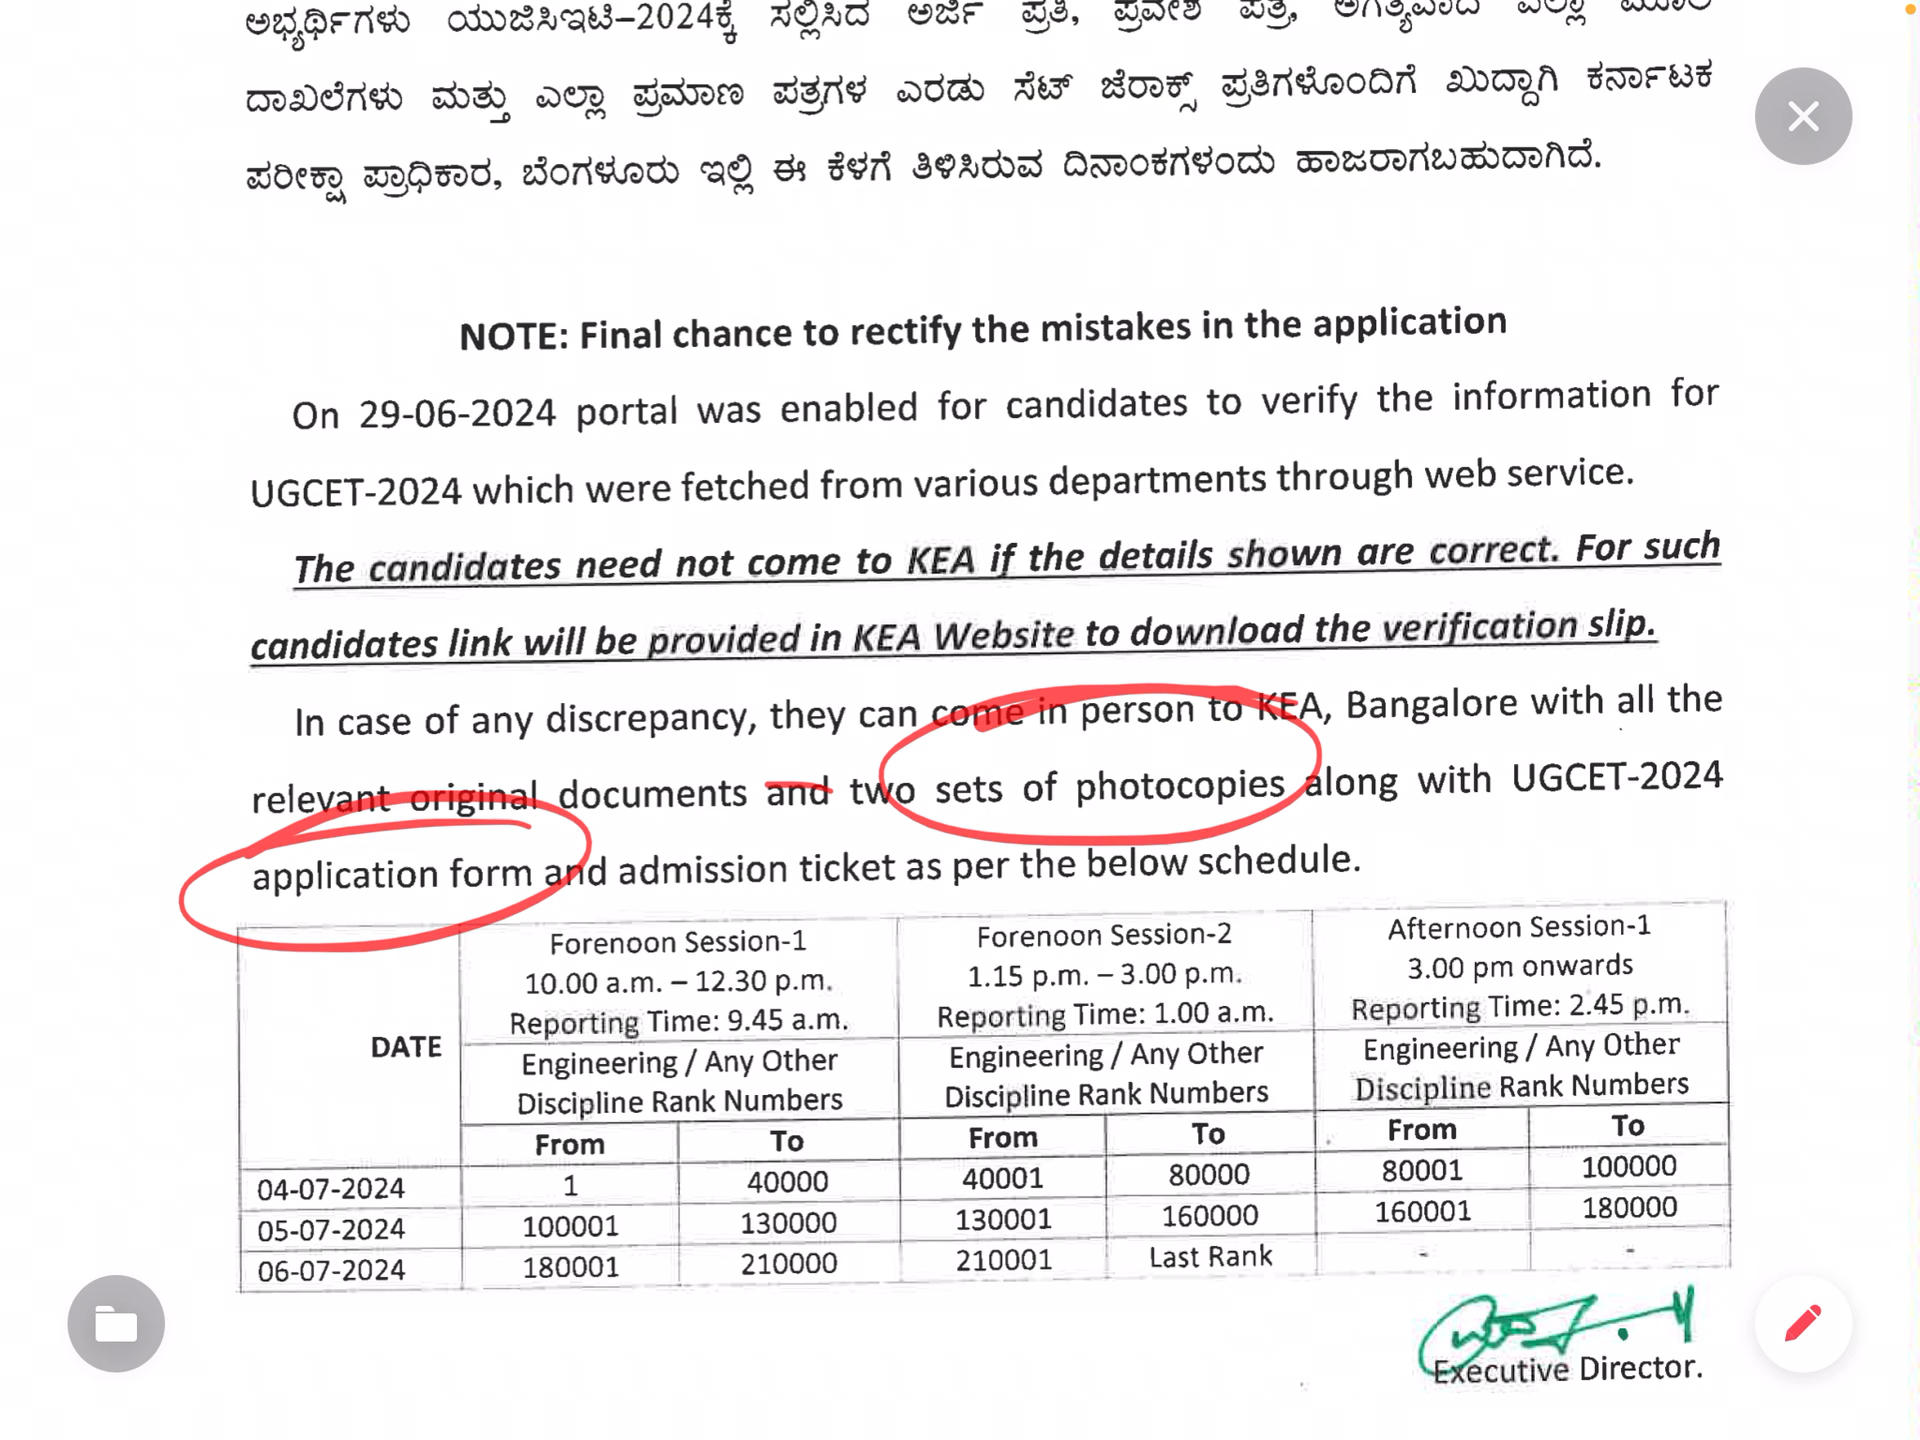 ಅಭ್ಯರ್ಥಿಗಳು ಯುಜಿಸಿಇಟಿ–2024ಕ್ಕೆ ಸಲ್ಲಿಸಿದ ಅರ್ಜಿ ಪ್ರತಿ, ಪ್ರವೇಶ ಪತ್ರ, ಅಗತ್ಯವಾದ ಎಲ್ಲಾ ಮೂಲ
ದಾಖಲೆಗಳು ಮತ್ತು ಎಲ್ಲಾ ಪ್ರಮಾಣ ಪತ್ರಗಳ ಎರಡು ಸೆಟ್ ಜೆರಾಕ್ಸ್ ಪ್ರತಿಗಳೊಂದಿಗೆ ಖುದ್ದಾಗಿ ಕರ್ನಾಟಕ
ಪರೀಕ್ಷಾ ಪ್ರಾಧಿಕಾರ, ಬೆಂಗಳೂರು ಇಲ್ಲಿ ಈ ಕೆಳಗೆ ತಿಳಿಸಿರುವ ದಿನಾಂಕಗಳಂದು ಹಾಜರಾಗಬಹುದಾಗಿದೆ.
NOTE: Final chance to rectify the mistakes in the application
On 29-06-2024 portal was enabled for candidates to verify the information for
UGCET-2024 which were fetched from various departments through web service.
The candidates need not come to KEA if the details shown are correct. For such
candidates link will be provided in KEA Website to download the verification slip.
In case of any discrepancy, they can come in person to KEA, Bangalore with all the
relevant original documents and two sets of photocopies along with UGCET-2024
application form and admission ticket as per the below schedule.
DATE
Forenoon Session-1
10.00 a.m. – 12.30 p.m.
Reporting Time: 9.45 a.m.
Forenoon Session-2
1.15 p.m. – 3.00 p.m.
Reporting Time: 1.00 a.m.
Afternoon Session-1
3.00 pm onwards
Reporting Time: 2.45 p.m.
Engineering / Any Other
Discipline Rank Numbers
Engineering / Any Other
Discipline Rank Numbers
Engineering / Any Other
Discipline Rank Numbers
From To From To From To
04-07-2024 1 40000 40001 80000 80001 100000
05-07-2024 100001 130000 130001 160000 160001 180000
06-07-2024 180001 210000 210001 Last Rank - -
Executive Director.